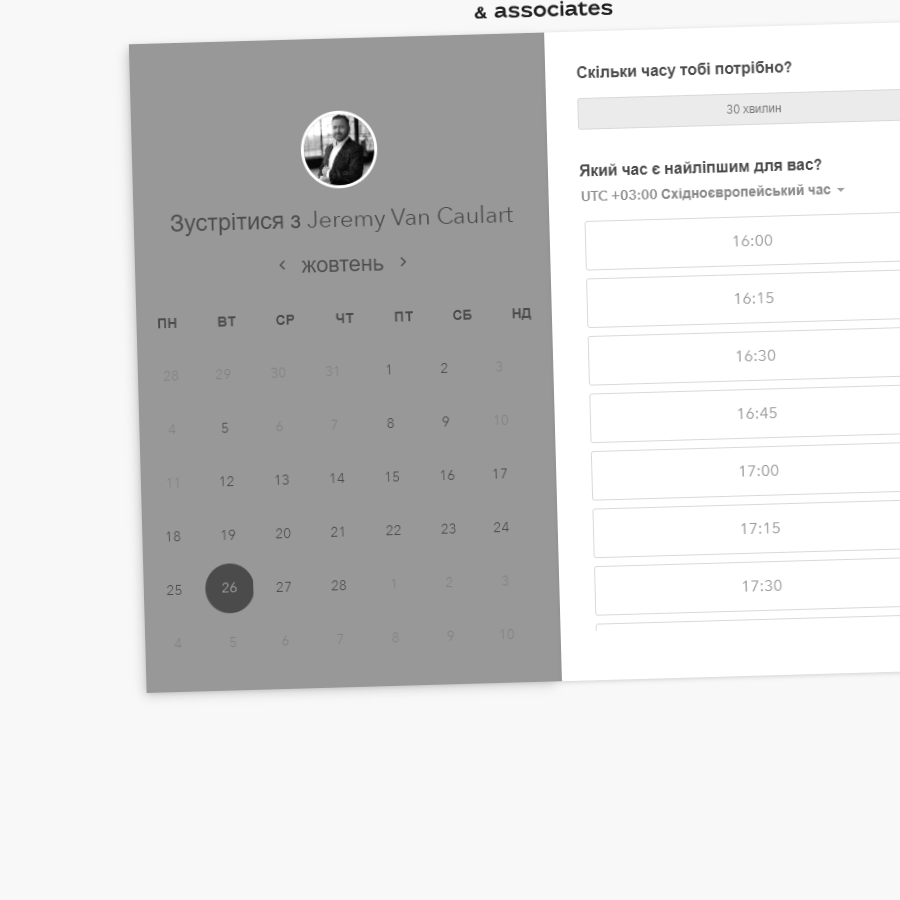 & associates
Зустрітися з Jeremy Van Caulart
жовтень
ПН ВТ СР ЧТ ПТ СБ НД
28 29 30 31 1 2 3
4 5 6 7 8 9 10
11 12 13 14 15 16 17
18 19 20 21 22 23 24
25 26 27 28 1 2 3
4 5 6 7 8 9 10
Скільки часу тобі потрібно?
30 хвилин
Який час є найліпшим для вас?
UTC +03:00 Східноєвропейський час
16:00
16:15
16:30
16:45
17:00
17:15
17:30